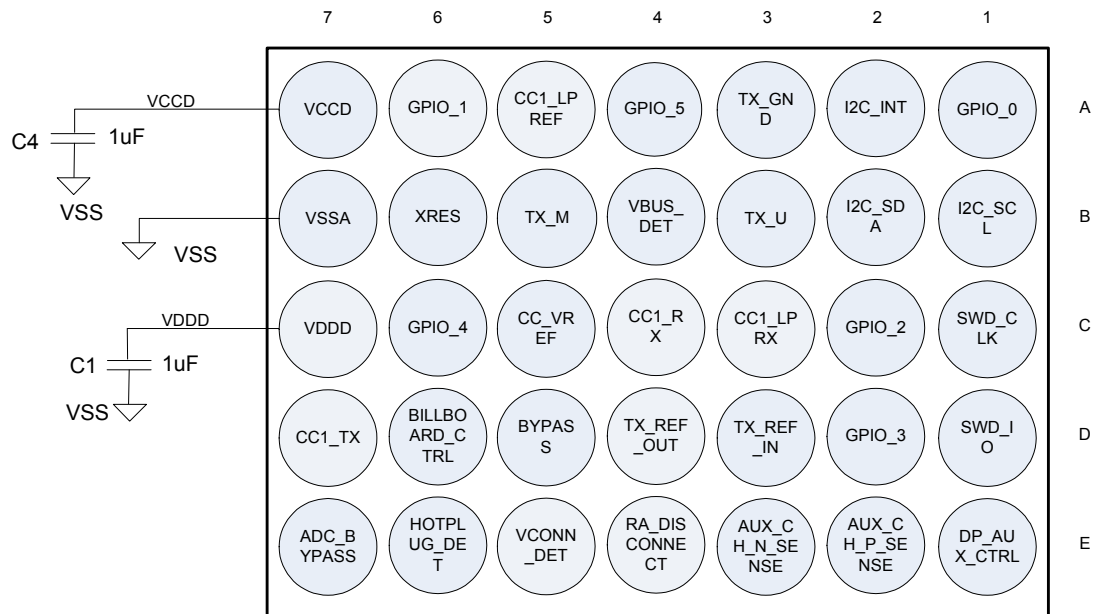 7 6 5 4 3 2 1
VCCD
C4 1uF
VSS
VCCD
GPIO_1
CC1_LP
REF
GPIO_5
TX_GN
D
I2C_INT
GPIO_0
A
VSS
VSSA
XRES
TX_M
VBUS_
DET
TX_U
I2C_SD
A
I2C_SC
L
B
VDDD
C1 1uF
VSS
VDDD
GPIO_4
CC_VR
EF
CC1_R
X
CC1_LP
RX
GPIO_2
SWD_C
LK
C
CC1_TX
BILLBO
ARD_C
TRL
BYPAS
S
TX_REF
_OUT
TX_REF
_IN
GPIO_3
SWD_I
O
D
ADC_B
YPASS
HOTPL
UG_DE
T
VCONN
_DET
RA_DIS
CONNE
CT
AUX_C
H_N_SE
NSE
AUX_C
H_P_SE
NSE
DP_AU
X_CTRL
E